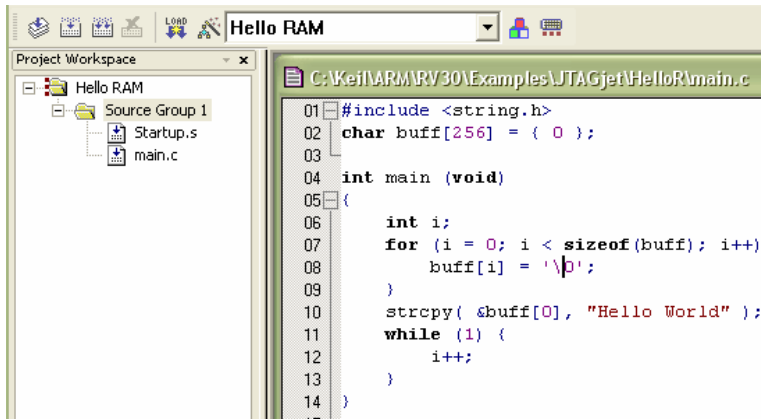 LOAD
Hello RAM
Project Workspace
Hello RAM
Source Group 1
Startup.s
main.c
C:\Keil\ARM\RV30\Examples\JTAGjet\HelloR\main.c
01 #include <string.h>
02 char buff[256] = { 0 };
03
04 int main (void)
05 {
06     int i;
07     for (i = 0; i < sizeof(buff); i++)
08         buff[i] = '\0';
09     }
10     strcpy( &buff[0], "Hello World" );
11     while (1) {
12         i++;
13     }
14 }